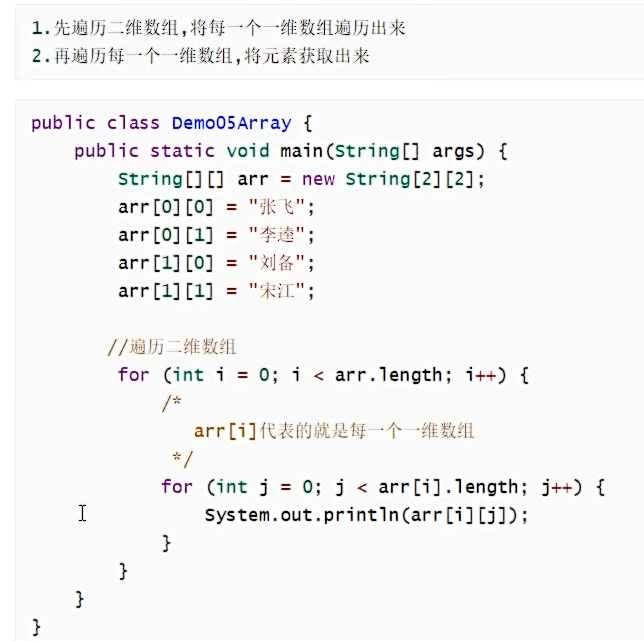 1.先遍历二维数组,将每一个一维数组遍历出来
2.再遍历每一个一维数组,将元素获取出来
public class Demo05Array {
    public static void main(String[] args) {
        String[][] arr = new String[2][2];
        arr[0][0] = "张飞";
        arr[0][1] = "李逵";
        arr[1][0] = "刘备";
        arr[1][1] = "宋江";
        //遍历二维数组
        for (int i = 0; i < arr.length; i++) {
            /*
               arr[i]代表的就是每一个一维数组
             */
            for (int j = 0; j < arr[i].length; j++) {
                System.out.println(arr[i][j]);
            }
        }
    }
}